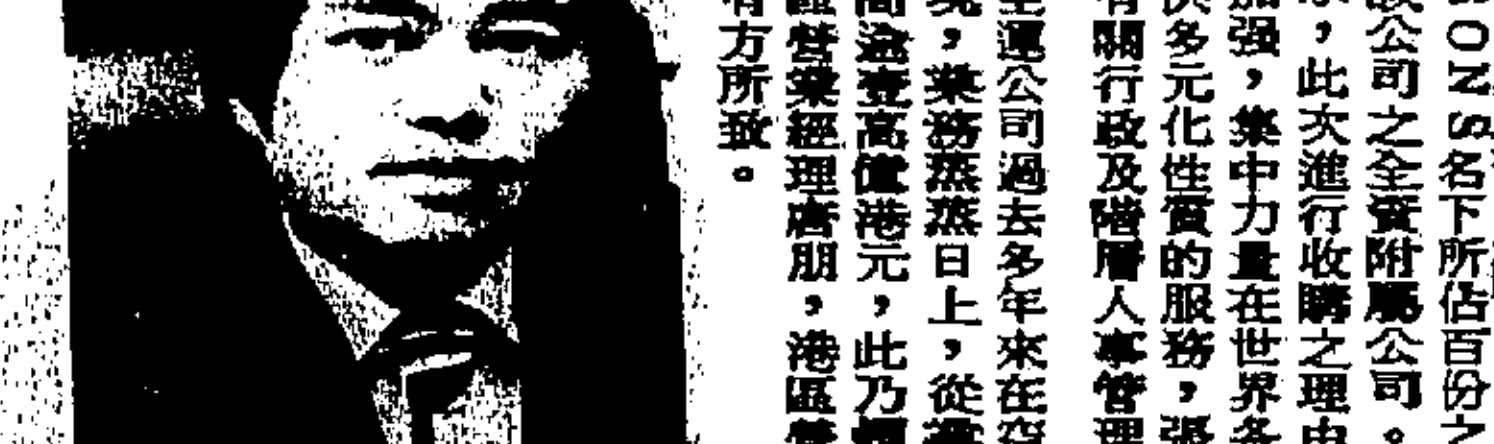 ONS名下所佔百份之
公司之全資附屬公司。
，此次進行收購之理由
加强，集中力量在世界各
供多元化性質的服務，張
有關行政及階層人事管理
空運公司過去多年來在空
境，業務蒸蒸日上，從
高逾壹高億港元，此乃
區營業經理唐朋，港區營
有方所致。